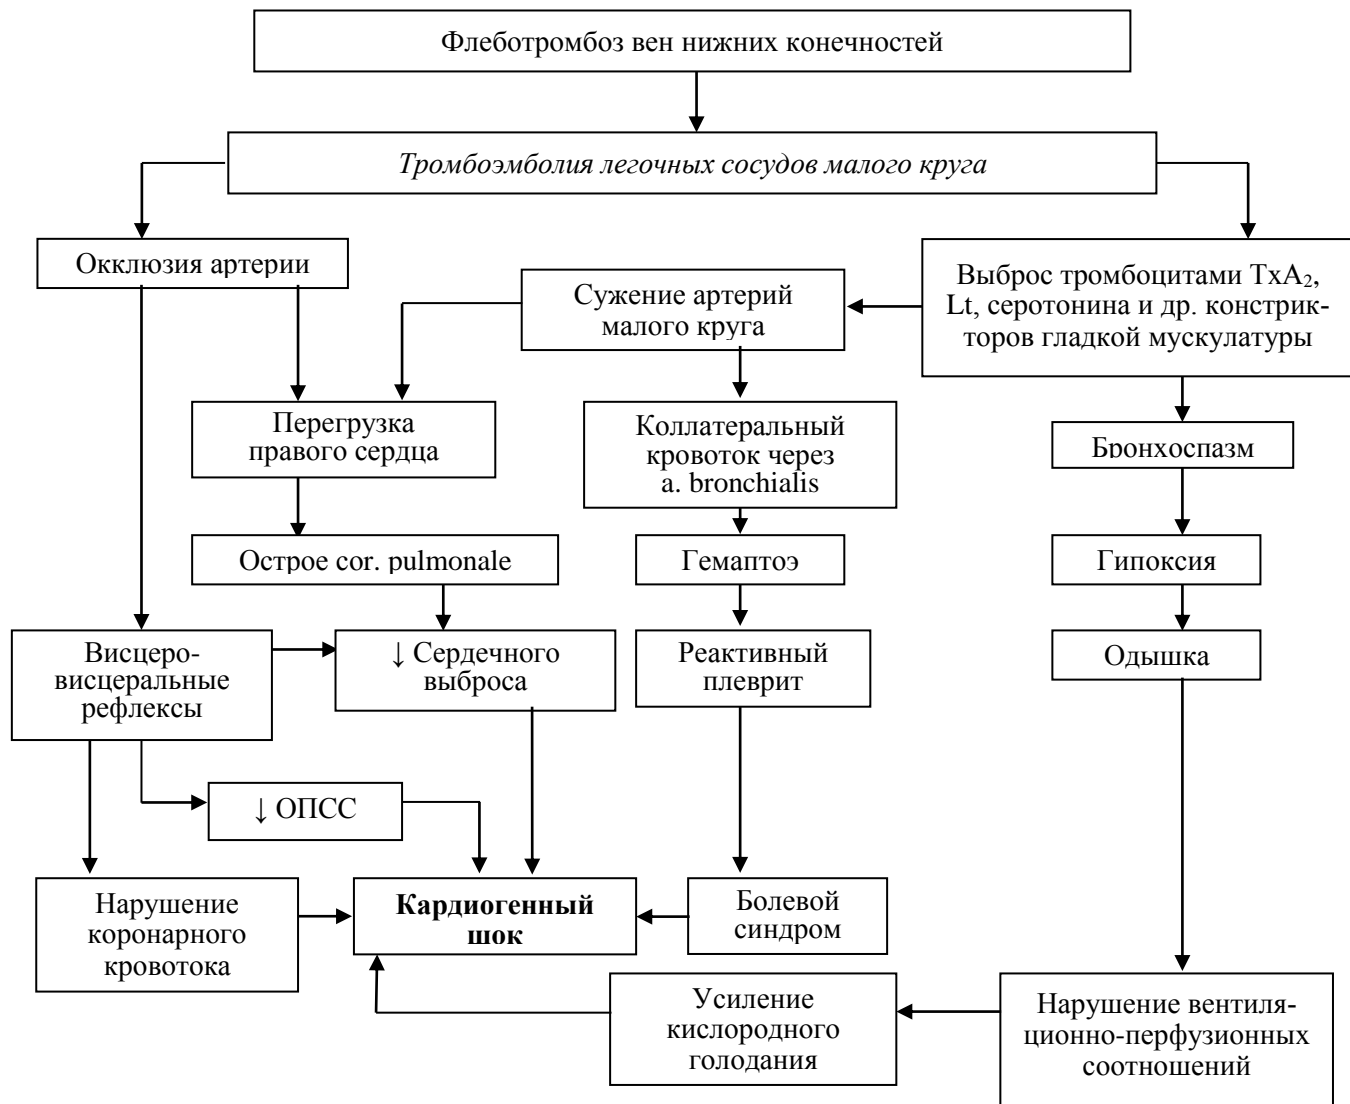 Флеботромбоз вен нижних конечностей
Тромбоэмболия легочных сосудов малого круга
Окклюзия артерии
Сужение артерий
малого круга
Выброс тромбоцитами TxA₂,
Lt, серотонина и др. констрик-
торов гладкой мускулатуры
Перегрузка
правого сердца
Коллатеральный
кровоток через
a. bronchialis
Бронхоспазм
Острое cor. pulmonale
Гемаптоэ
Гипоксия
Висцеро-
висцеральные
рефлексы
↓ Сердечного
выброса
Реактивный
плеврит
Одышка
↓ ОПСС
Нарушение
коронарного
кровотока
Кардиогенный
шок
Болевой
синдром
Усиление
кислородного
голодания
Нарушение вентиля-
ционно-перфузионных
соотношений